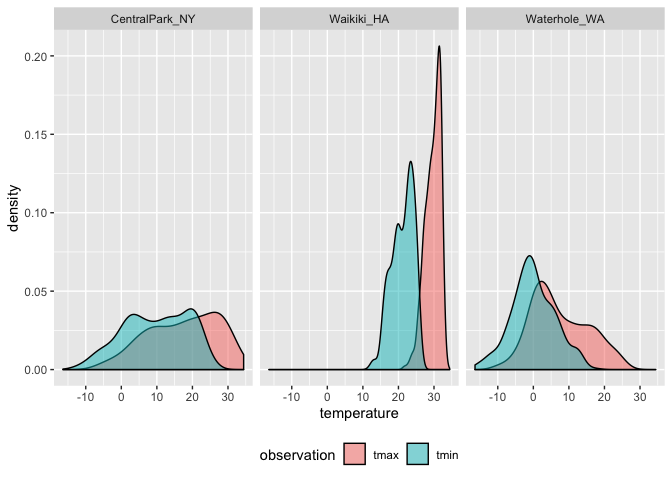 CentralPark_NY Waikiki_HA Waterhole_WA
0.20
0.15
0.10
0.05
0.00
density
-10 0 10 20 30 -10 0 10 20 30 -10 0 10 20 30
temperature
observation tmax tmin